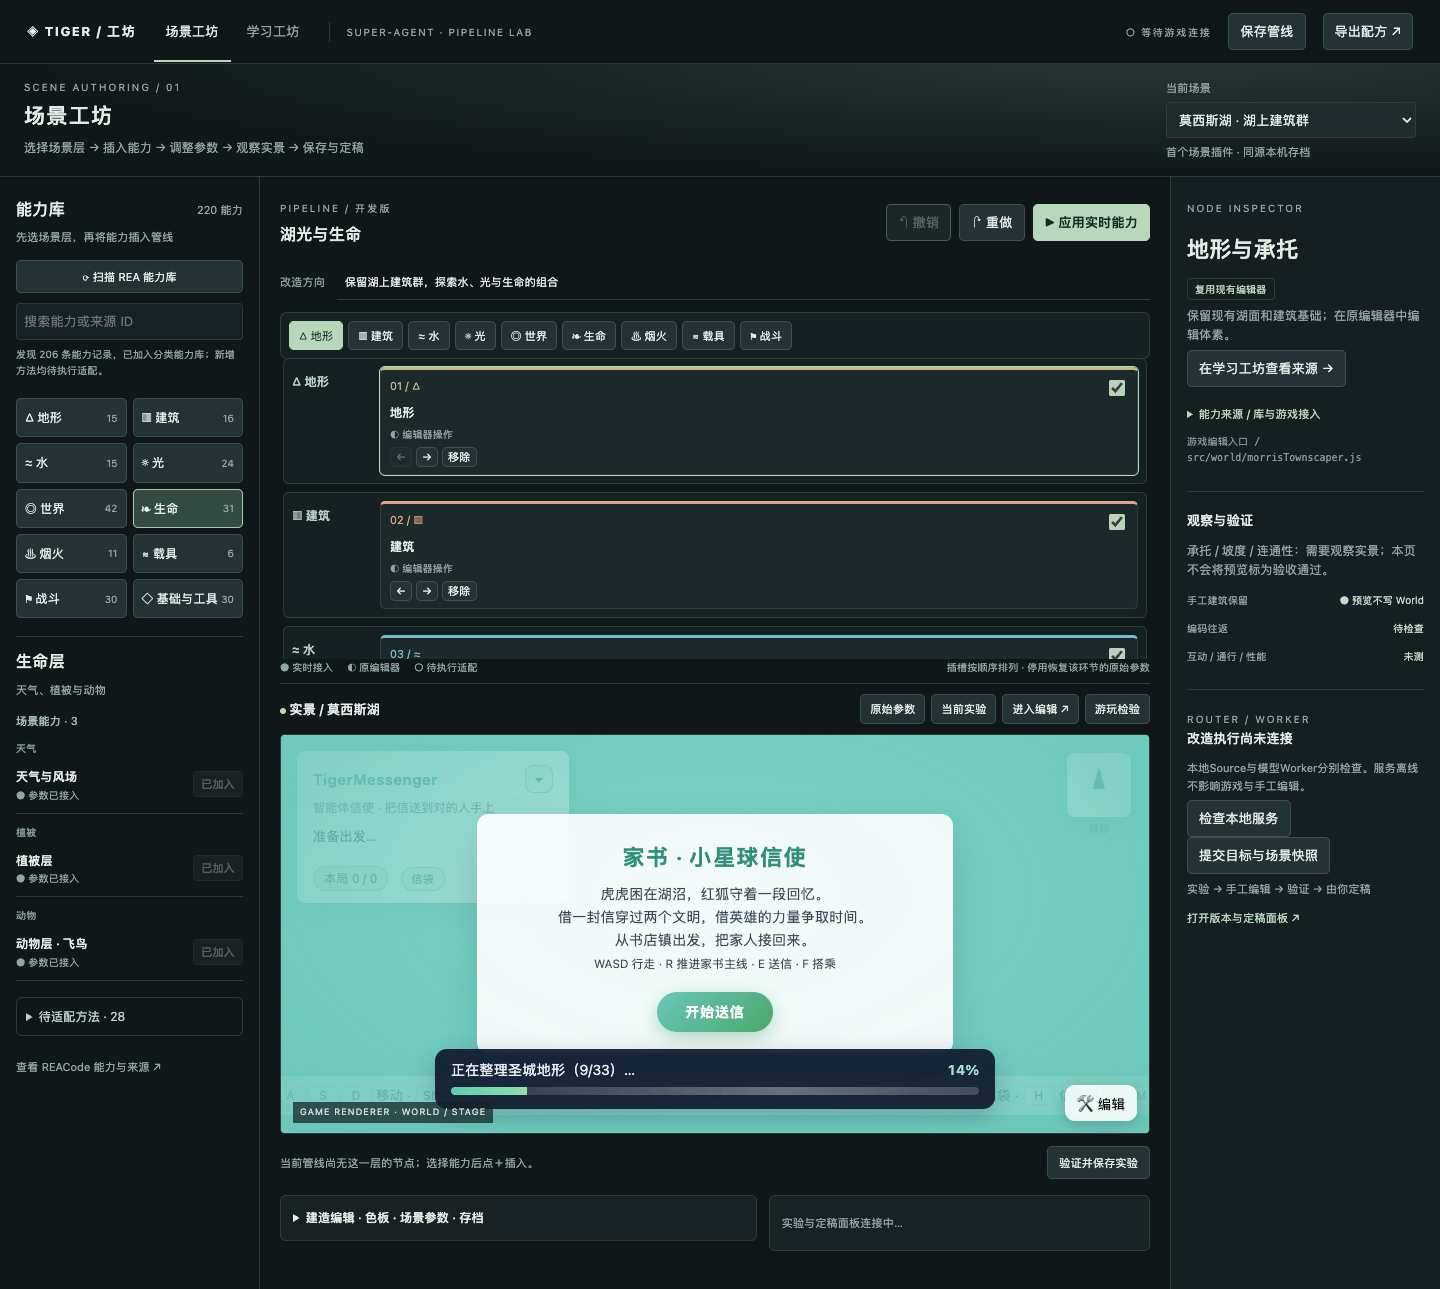 ◈ TIGER / 工坊
场景工坊
学习工坊
SUPER-AGENT · PIPELINE LAB
○ 等待游戏连接
保存管线
导出配方 ↗
SCENE AUTHORING / 01
场景工坊
选择场景层 → 插入能力 → 调整参数 → 观察实景 → 保存与定稿
当前场景
莫西斯湖 · 湖上建筑群
首个场景插件 · 同源本机存档
能力库
220 能力
先选场景层，再将能力插入管线
⟳ 扫描 REA 能力库
搜索能力或来源 ID
发现 206 条能力记录，已加入分类能力库；新增
方法均待执行适配。
∆ 地形 15
▥ 建筑 16
≈ 水 15
☼ 光 24
◎ 世界 42
❧ 生命 31
♨ 烟火 11
≋ 载具 6
⚑ 战斗 30
◇ 基础与工具 30
生命层
天气、植被与动物
场景能力 · 3
天气
天气与风场
● 参数已接入
已加入
植被
植被层
● 参数已接入
已加入
动物
动物层 · 飞鸟
● 参数已接入
已加入
▶ 待适配方法 · 28
查看 REACode 能力与来源 ↗
PIPELINE / 开发版
湖光与生命
撤销
重做
▶ 应用实时能力
改造方向
保留湖上建筑群，探索水、光与生命的组合
∆ 地形
▥ 建筑
≈ 水
☼ 光
◎ 世界
❧ 生命
♨ 烟火
≋ 载具
⚑ 战斗
∆ 地形
01 / ∆
地形
◐ 编辑器操作
← → 移除
▥ 建筑
02 / ▥
建筑
◐ 编辑器操作
← → 移除
≈ 水
03 / ≈
● 实时接入
◐ 原编辑器
○ 待执行适配
插槽按顺序排列 · 停用恢复该环节的原始参数
● 实景 / 莫西斯湖
原始参数
当前实验
进入编辑 ↗
游玩检验
TigerMessenger
智能体信使 · 把信送到对的人手上
准备出发…
本局 0 / 0
信袋
目标
家书 · 小星球信使
虎虎困在湖沼，红狐守着一段回忆。
借一封信穿过两个文明，借英雄的力量争取时间。
从书店镇出发，把家人接回来。
WASD 行走 · R 推进家书主线 · E 送信 · F 搭乘
开始送信
正在整理圣城地形（9/33）…
14%
A S D 移动 ·
袋 · H
GAME RENDERER · WORLD / STAGE
🛠 编辑
当前管线尚无这一层的节点；选择能力后点＋插入。
验证并保存实验
▶ 建造编辑 · 色板 · 场景参数 · 存档
实验与定稿面板连接中…
NODE INSPECTOR
地形与承托
复用现有编辑器
保留现有湖面和建筑基础；在原编辑器中编
辑体素。
在学习工坊查看来源 →
▶ 能力来源 / 库与游戏接入
游戏编辑入口 /
src/world/morrisTownscaper.js
观察与验证
承托 / 坡度 / 连通性：需要观察实景；本页
不会将预览标为验收通过。
手工建筑保留
● 预览不写 World
编码往返
待检查
互动 / 通行 / 性能
未测
ROUTER / WORKER
改造执行尚未连接
本地Source与模型Worker分别检查。服务离线
不影响游戏与手工编辑。
检查本地服务
提交目标与场景快照
实验 → 手工编辑 → 验证 → 由你定稿
打开版本与定稿面板 ↗